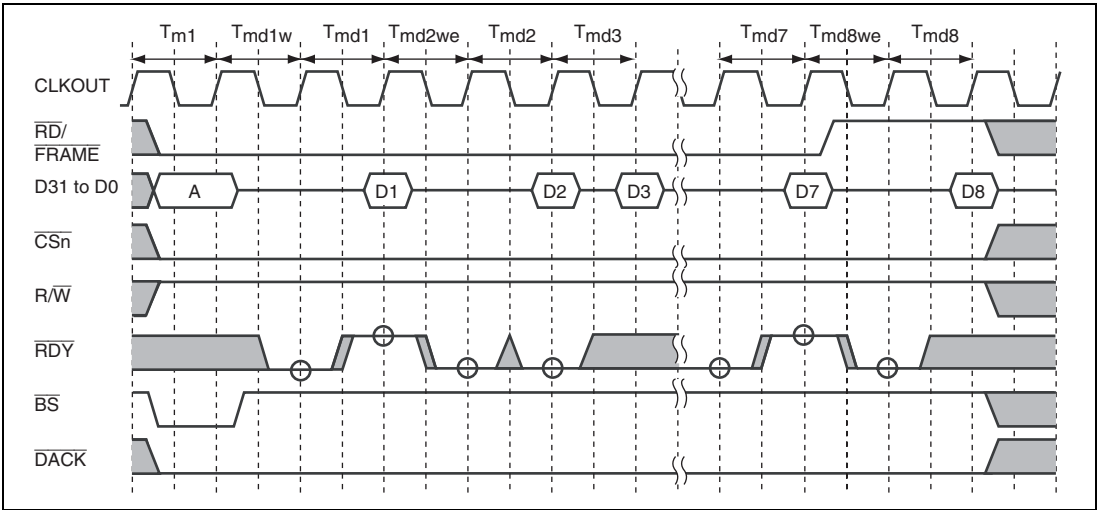 Tm1 Tmd1w Tmd1 Tmd2we Tmd2 Tmd3 Tmd7 Tmd8we Tmd8
CLKOUT
RD/
FRAME
D31 to D0 A D1 D2 D3 D7 D8
CSn
R/W
RDY
BS
DACK